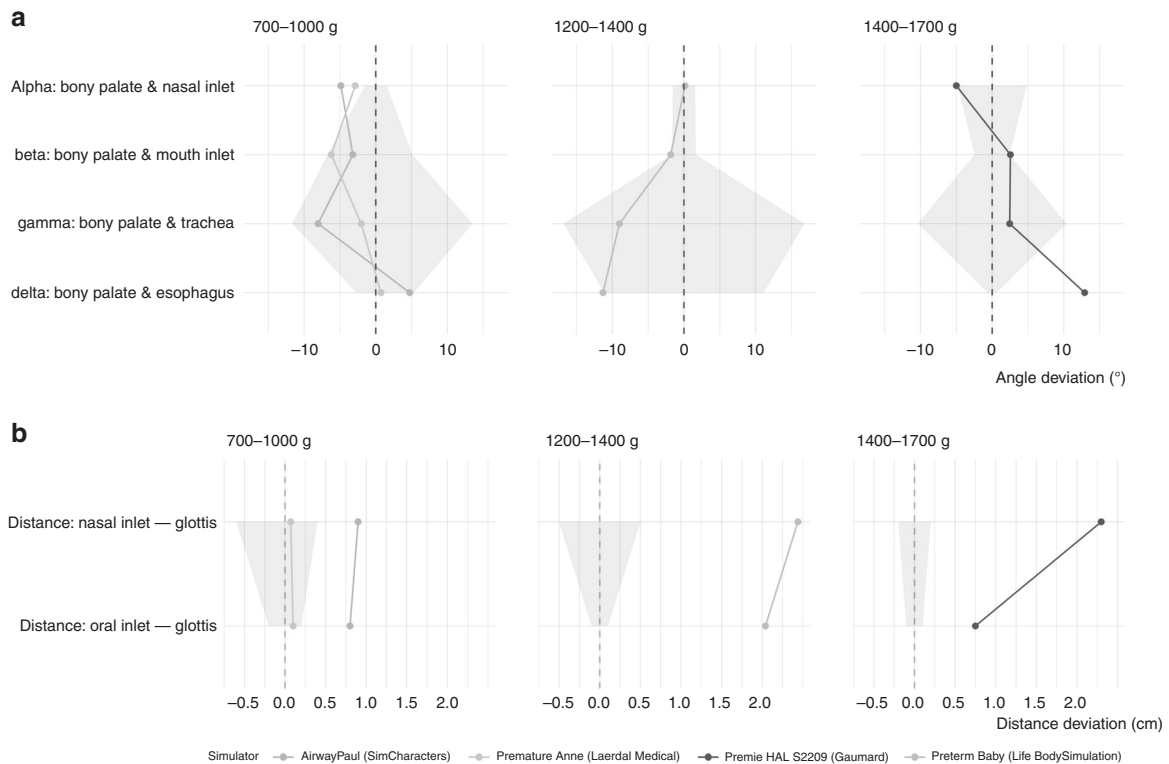 a
700–1000 g 1200–1400 g 1400–1700 g
Alpha: bony palate & nasal inlet
beta: bony palate & mouth inlet
gamma: bony palate & trachea
delta: bony palate & esophagus
–10 0 10 –10 0 10 –10 0 10
Angle deviation (°)
b
700–1000 g 1200–1400 g 1400–1700 g
Distance: nasal inlet — glottis
Distance: oral inlet — glottis
–0.5 0.0 0.5 1.0 1.5 2.0 –0.5 0.0 0.5 1.0 1.5 2.0 –0.5 0.0 0.5 1.0 1.5 2.0
Distance deviation (cm)
Simulator AirwayPaul (SimCharacters) Premature Anne (Laerdal Medical) Premie HAL S2209 (Gaumard) Preterm Baby (Life BodySimulation)